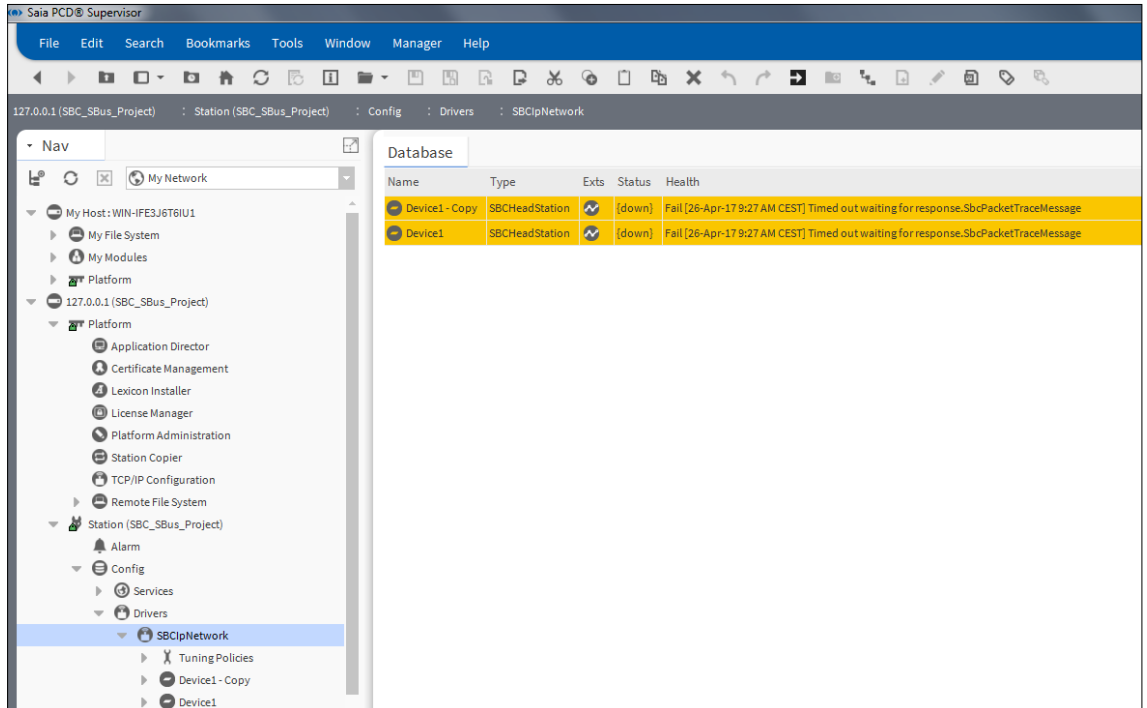 Saia PCD® Supervisor
File Edit Search Bookmarks Tools Window Manager Help
127.0.0.1 (SBC_SBus_Project) : Station (SBC_SBus_Project) : Config : Drivers : SBCIpNetwork
Nav
My Network
My Host : WIN-IFE3J6T6IU1
My File System
My Modules
Platform
127.0.0.1 (SBC_SBus_Project)
Platform
Application Director
Certificate Management
Lexicon Installer
License Manager
Platform Administration
Station Copier
TCP/IP Configuration
Remote File System
Station (SBC_SBus_Project)
Alarm
Config
Services
Drivers
SBCIpNetwork
Tuning Policies
Device1 - Copy
Device1
Database
Name Type Exts Status Health
Device1 - Copy SBCHeadStation {down} Fail [26-Apr-17 9:27 AM CEST] Timed out waiting for response.SbcPacketTraceMessage
Device1 SBCHeadStation {down} Fail [26-Apr-17 9:27 AM CEST] Timed out waiting for response.SbcPacketTraceMessage